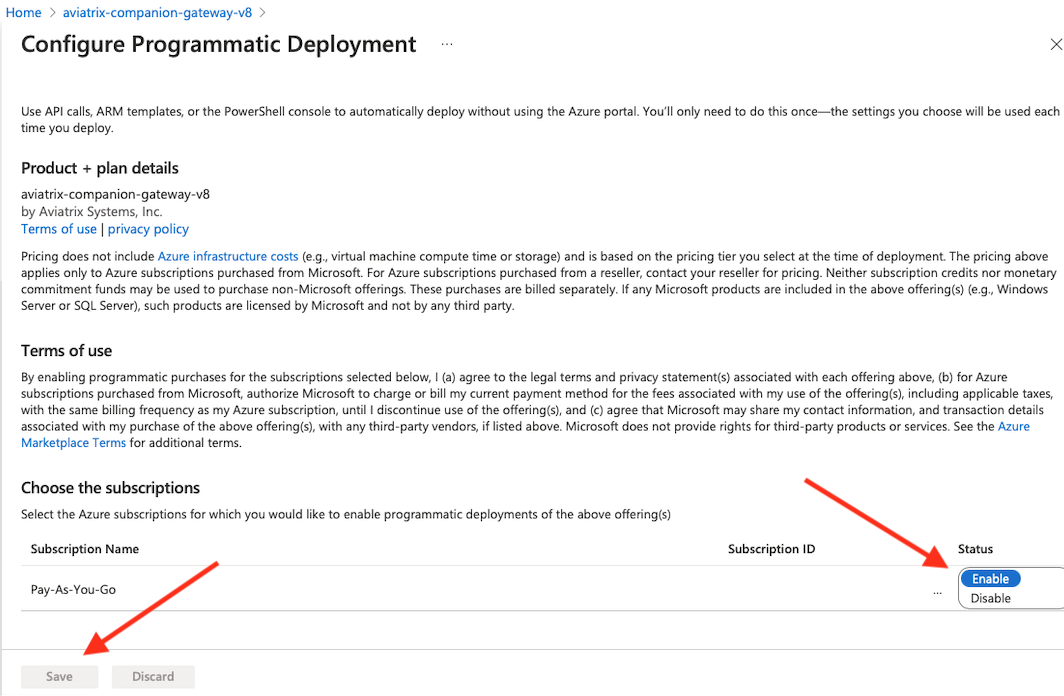 Home > aviatrix-companion-gateway-v8 >
Configure Programmatic Deployment ...
Use API calls, ARM templates, or the PowerShell console to automatically deploy without using the Azure portal. You'll only need to do this once—the settings you choose will be used each
time you deploy.
Product + plan details
aviatrix-companion-gateway-v8
by Aviatrix Systems, Inc.
Terms of use | privacy policy
Pricing does not include Azure infrastructure costs (e.g., virtual machine compute time or storage) and is based on the pricing tier you select at the time of deployment. The pricing above
applies only to Azure subscriptions purchased from Microsoft. For Azure subscriptions purchased from a reseller, contact your reseller for pricing. Neither subscription credits nor monetary
commitment funds may be used to purchase non-Microsoft offerings. These purchases are billed separately. If any Microsoft products are included in the above offering(s) (e.g., Windows
Server or SQL Server), such products are licensed by Microsoft and not by any third party.
Terms of use
By enabling programmatic purchases for the subscriptions selected below, I (a) agree to the legal terms and privacy statement(s) associated with each offering above, (b) for Azure
subscriptions purchased from Microsoft, authorize Microsoft to charge or bill my current payment method for the fees associated with my use of the offering(s), including applicable taxes,
with the same billing frequency as my Azure subscription, until I discontinue use of the offering(s), and (c) agree that Microsoft may share my contact information, and transaction details
associated with my purchase of the above offering(s), with any third-party vendors, if listed above. Microsoft does not provide rights for third-party products or services. See the Azure
Marketplace Terms for additional terms.
Choose the subscriptions
Select the Azure subscriptions for which you would like to enable programmatic deployments of the above offering(s)
Subscription Name Subscription ID Status
Pay-As-You-Go ... Enable
Disable
Save Discard